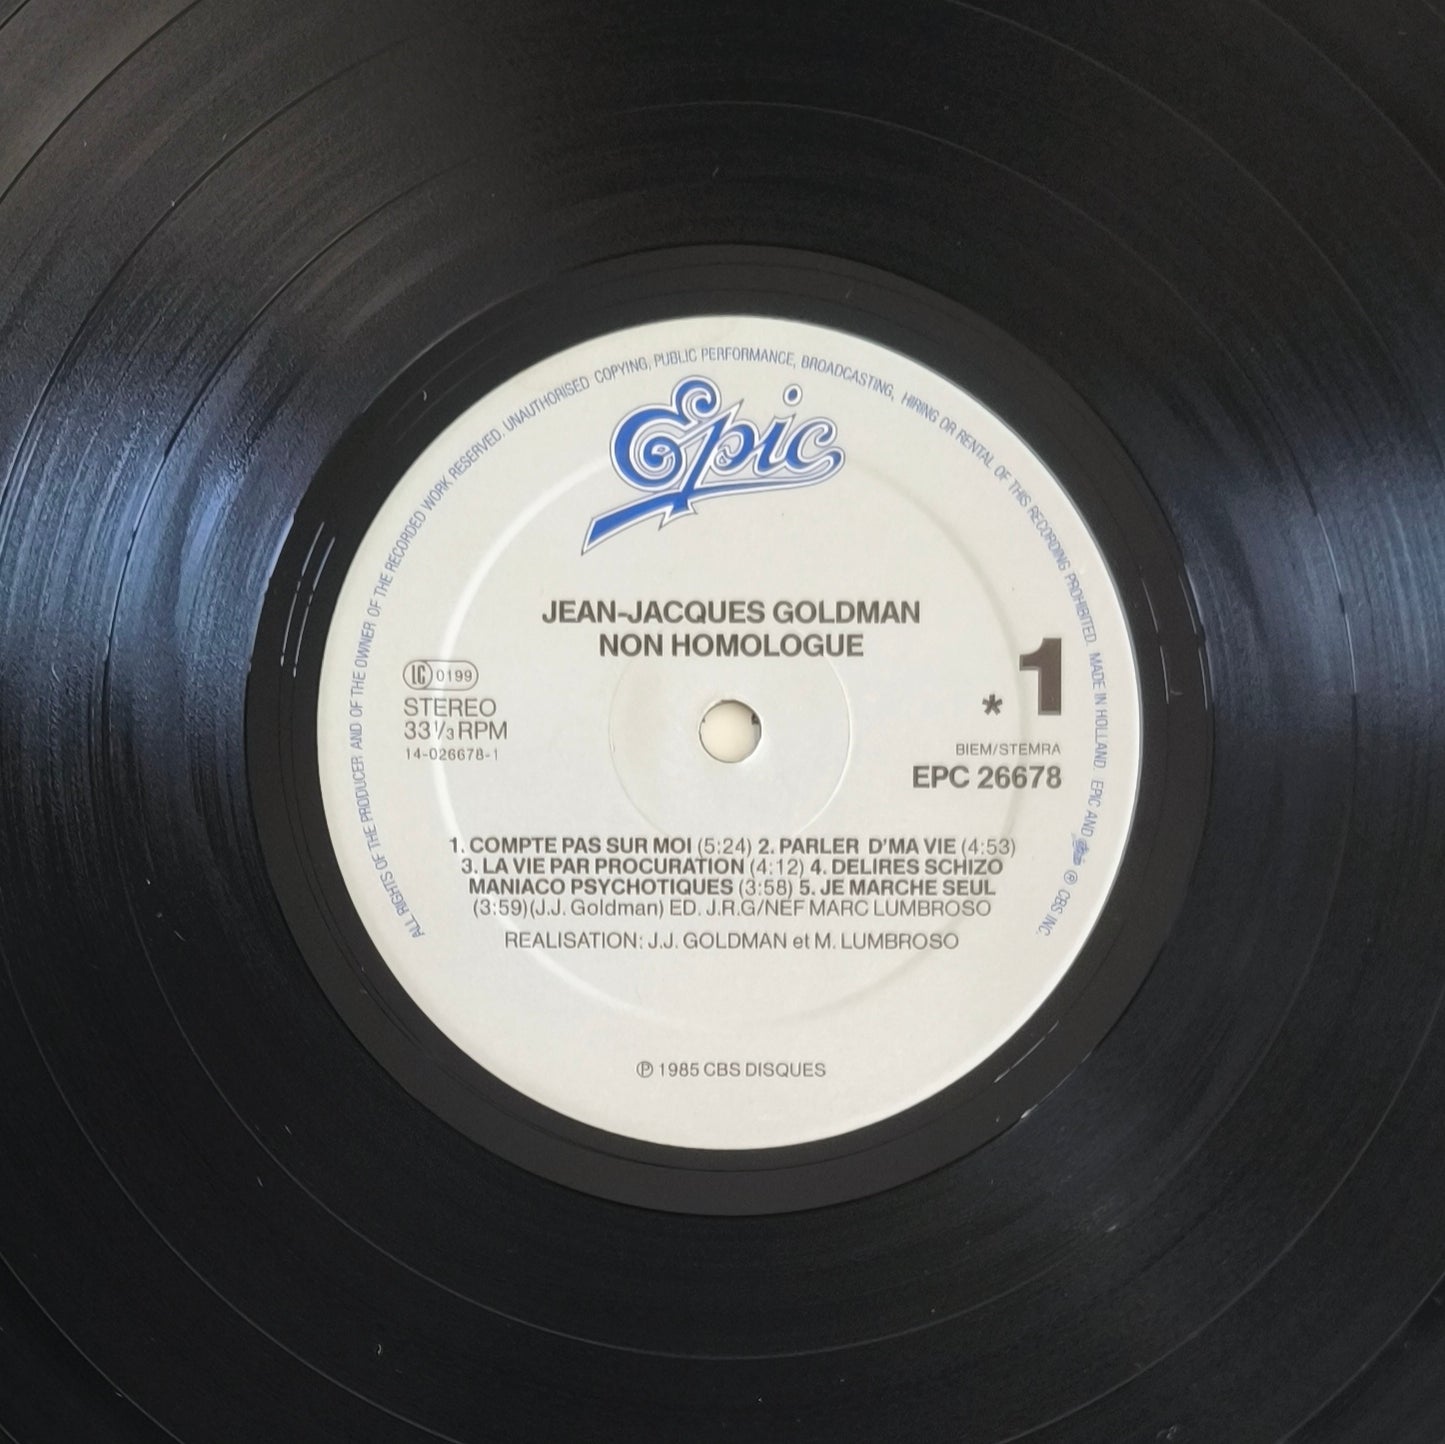 ALL RIGHTS OF THE PRODUCER AND OF THE OWNER OF THE RECORDED WORK RESERVED. UNAUTHORISED COPYING, PUBLIC PERFORMANCE, BROADCASTING, HIRING OR RENTAL OF THIS RECORDING PROHIBITED. MADE IN HOLLAND. EPIC AND Epic ® CBS INC.
Epic
JEAN-JACQUES GOLDMAN
NON HOMOLOGUE
LC 0199
STEREO
33 1/3 RPM
14-026678-1
1
*
BIEM/STEMRA
EPC 26678
1. COMPTE PAS SUR MOI (5:24) 2. PARLER D'MA VIE (4:53)
3. LA VIE PAR PROCURATION (4:12) 4. DELIRES SCHIZO
MANIACO PSYCHOTIQUES (3:58) 5. JE MARCHE SEUL
(3:59)(J.J. Goldman) ED. J.R.G/NEF MARC LUMBROSO
REALISATION: J.J. GOLDMAN et M. LUMBROSO
℗ 1985 CBS DISQUES